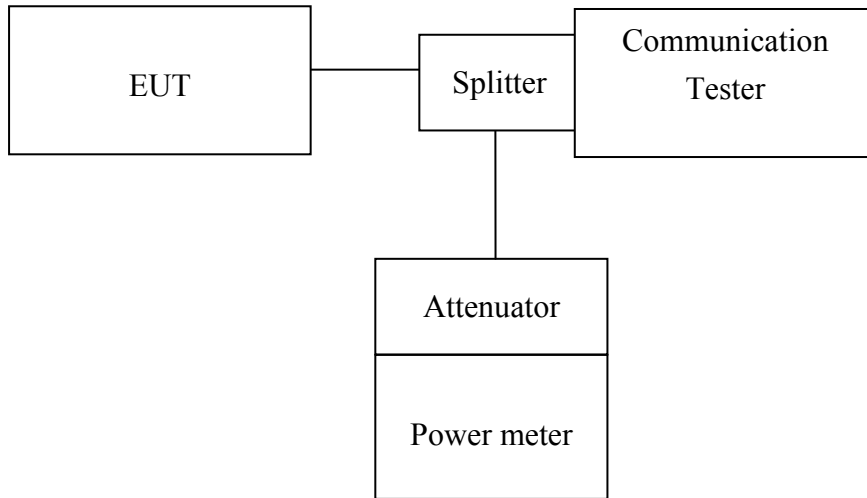 EUT
Splitter
Communication
Tester
Attenuator
Power meter